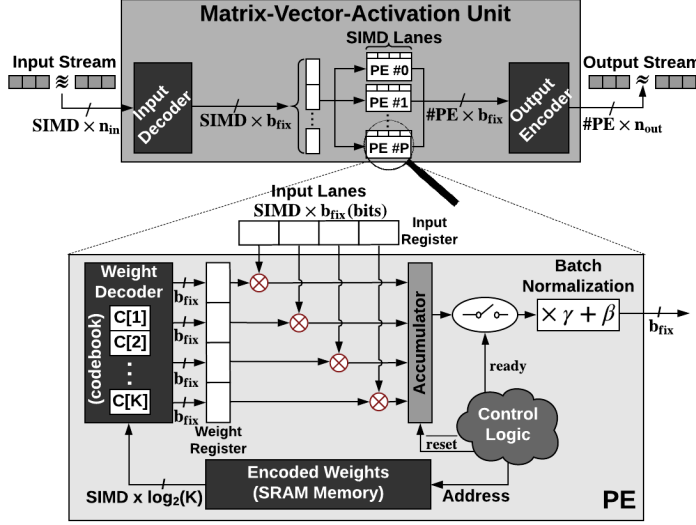 Matrix-Vector-Activation Unit
SIMD Lanes
Input Stream
Output Stream
PE #0
PE #1
PE #P
Input
Decoder
Output
Encoder
SIMD × n_in
SIMD × b_fix
#PE × b_fix
#PE × n_out
Input Lanes
SIMD × b_fix (bits)
Input
Register
Weight
Decoder
(codebook)
C[1]
C[2]
C[K]
b_fix
b_fix
b_fix
b_fix
Weight
Register
Accumulator
Batch
Normalization
× γ + β
b_fix
ready
Control
Logic
reset
Encoded Weights
(SRAM Memory)
SIMD x log₂(K)
Address
PE